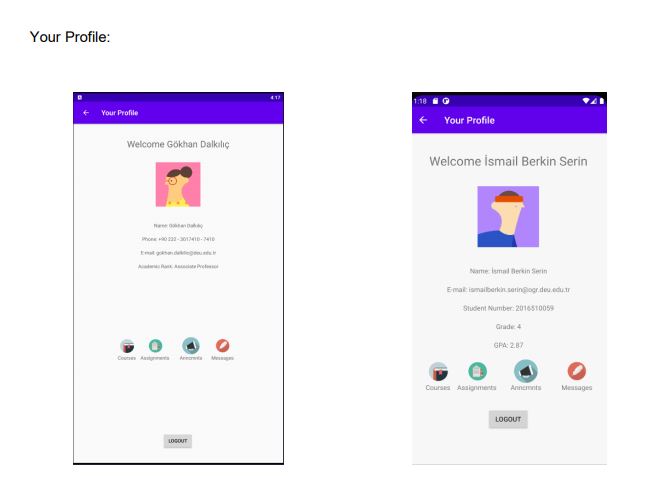 Your Profile:
4:17
← Your Profile
Welcome Gökhan Dalkılıç
Name: Gökhan Dalkılıç
Phone: +90 232 - 3017410 - 7410
E-mail: gokhan.dalkilic@deu.edu.tr
Academic Rank: Associate Professor
Courses Assignments Anncmnts Messages
LOGOUT
1:18
← Your Profile
Welcome İsmail Berkin Serin
Name: İsmail Berkin Serin
E-mail: ismailberkin.serin@ogr.deu.edu.tr
Student Number: 2016510059
Grade: 4
GPA: 2.87
Courses Assignments Anncmnts Messages
LOGOUT